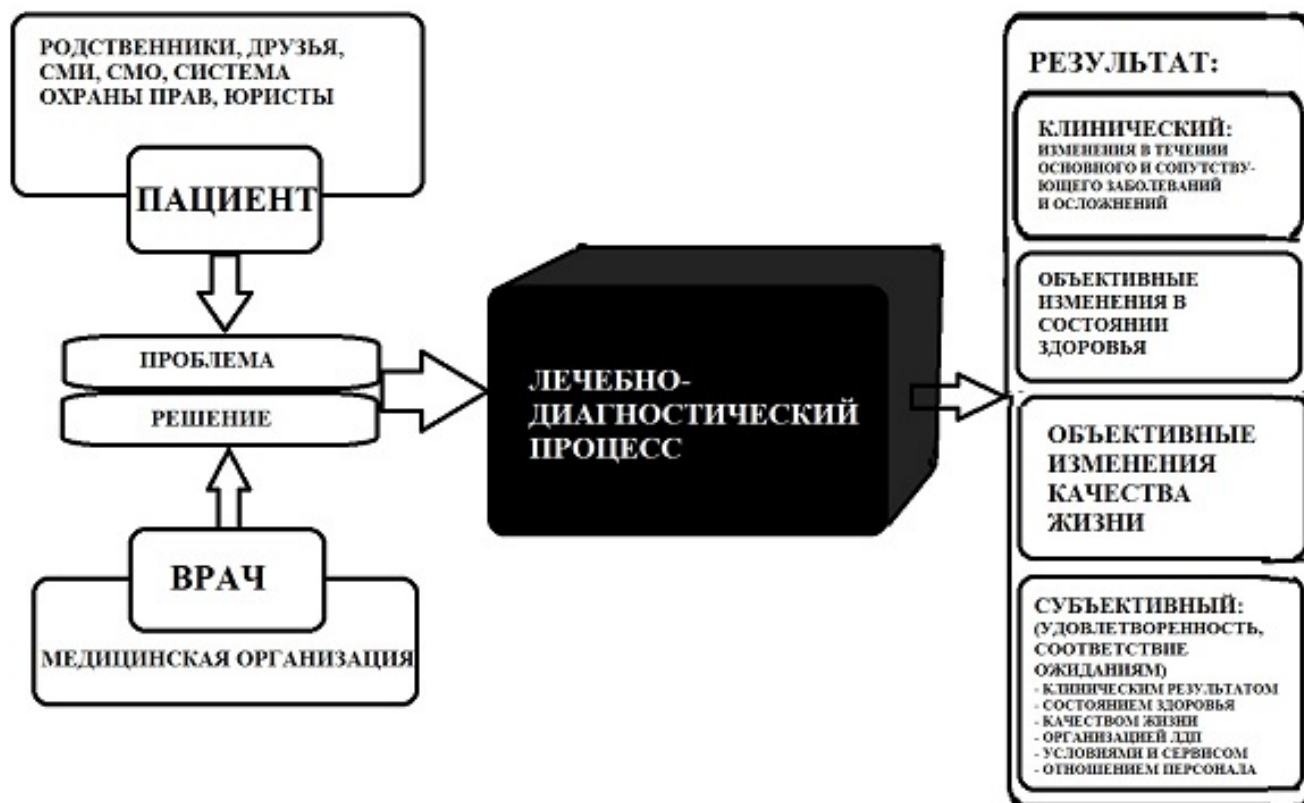 РОДСТВЕННИКИ, ДРУЗЬЯ,
СМИ, СМО, СИСТЕМА
ОХРАНЫ ПРАВ, ЮРИСТЫ
ПАЦИЕНТ
ПРОБЛЕМА
РЕШЕНИЕ
ВРАЧ
МЕДИЦИНСКАЯ ОРГАНИЗАЦИЯ
ЛЕЧЕБНО-
ДИАГНОСТИЧЕСКИЙ
ПРОЦЕСС
РЕЗУЛЬТАТ:
КЛИНИЧЕСКИЙ:
ИЗМЕНЕНИЯ В ТЕЧЕНИИ
ОСНОВНОГО И СОПУТСТВУ-
ЮЩЕГО ЗАБОЛЕВАНИЙ
И ОСЛОЖНЕНИЙ
ОБЪЕКТИВНЫЕ
ИЗМЕНЕНИЯ В
СОСТОЯНИИ
ЗДОРОВЬЯ
ОБЪЕКТИВНЫЕ
ИЗМЕНЕНИЯ
КАЧЕСТВА
ЖИЗНИ
СУБЪЕКТИВНЫЙ:
(УДОВЛЕТВОРЕННОСТЬ,
СООТВЕТСТВИЕ
ОЖИДАНИЯМ)
- КЛИНИЧЕСКИМ РЕЗУЛЬТАТОМ
- СОСТОЯНИЕМ ЗДОРОВЬЯ
- КАЧЕСТВОМ ЖИЗНИ
- ОРГАНИЗАЦИЕЙ ЛДП
- УСЛОВИЯМИ И СЕРВИСОМ
- ОТНОШЕНИЕМ ПЕРСОНАЛА